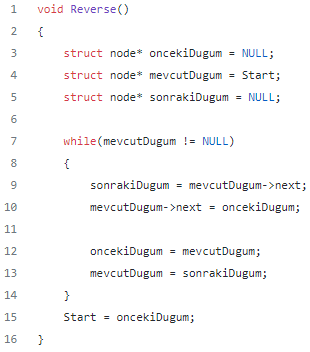 1 void Reverse()
2 {
3     struct node* oncekiDugum = NULL;
4     struct node* mevcutDugum = Start;
5     struct node* sonrakiDugum = NULL;
6
7     while(mevcutDugum != NULL)
8     {
9         sonrakiDugum = mevcutDugum->next;
10         mevcutDugum->next = oncekiDugum;
11
12         oncekiDugum = mevcutDugum;
13         mevcutDugum = sonrakiDugum;
14     }
15     Start = oncekiDugum;
16 }